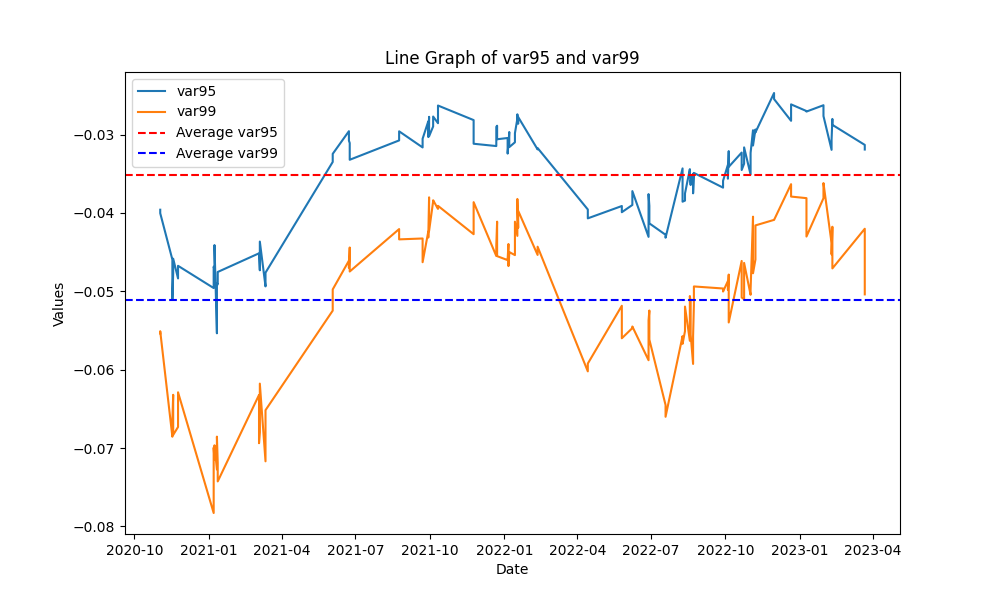 Line Graph of var95 and var99
var95
var99
Average var95
Average var99
−0.03
−0.04
−0.05
−0.06
−0.07
−0.08
Values
2020-10 2021-01 2021-04 2021-07 2021-10 2022-01 2022-04 2022-07 2022-10 2023-01 2023-04
Date